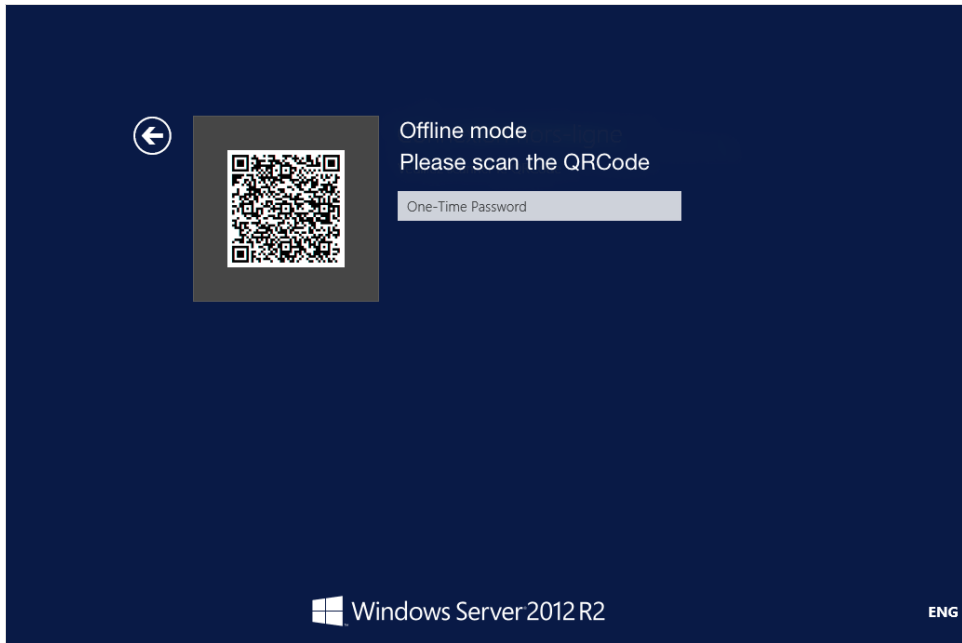 Offline mode
Please scan the QRCode
One-Time Password
Windows Server 2012 R2
ENG